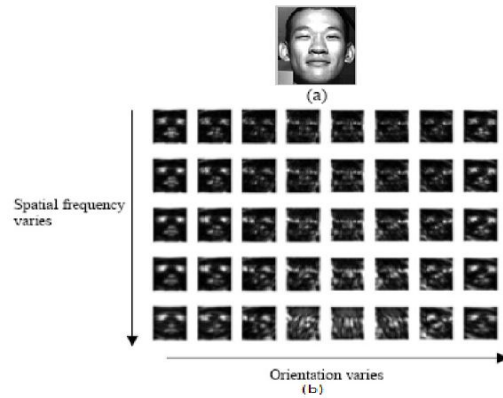 (a)
Spatial frequency
varies
Orientation varies
(b)